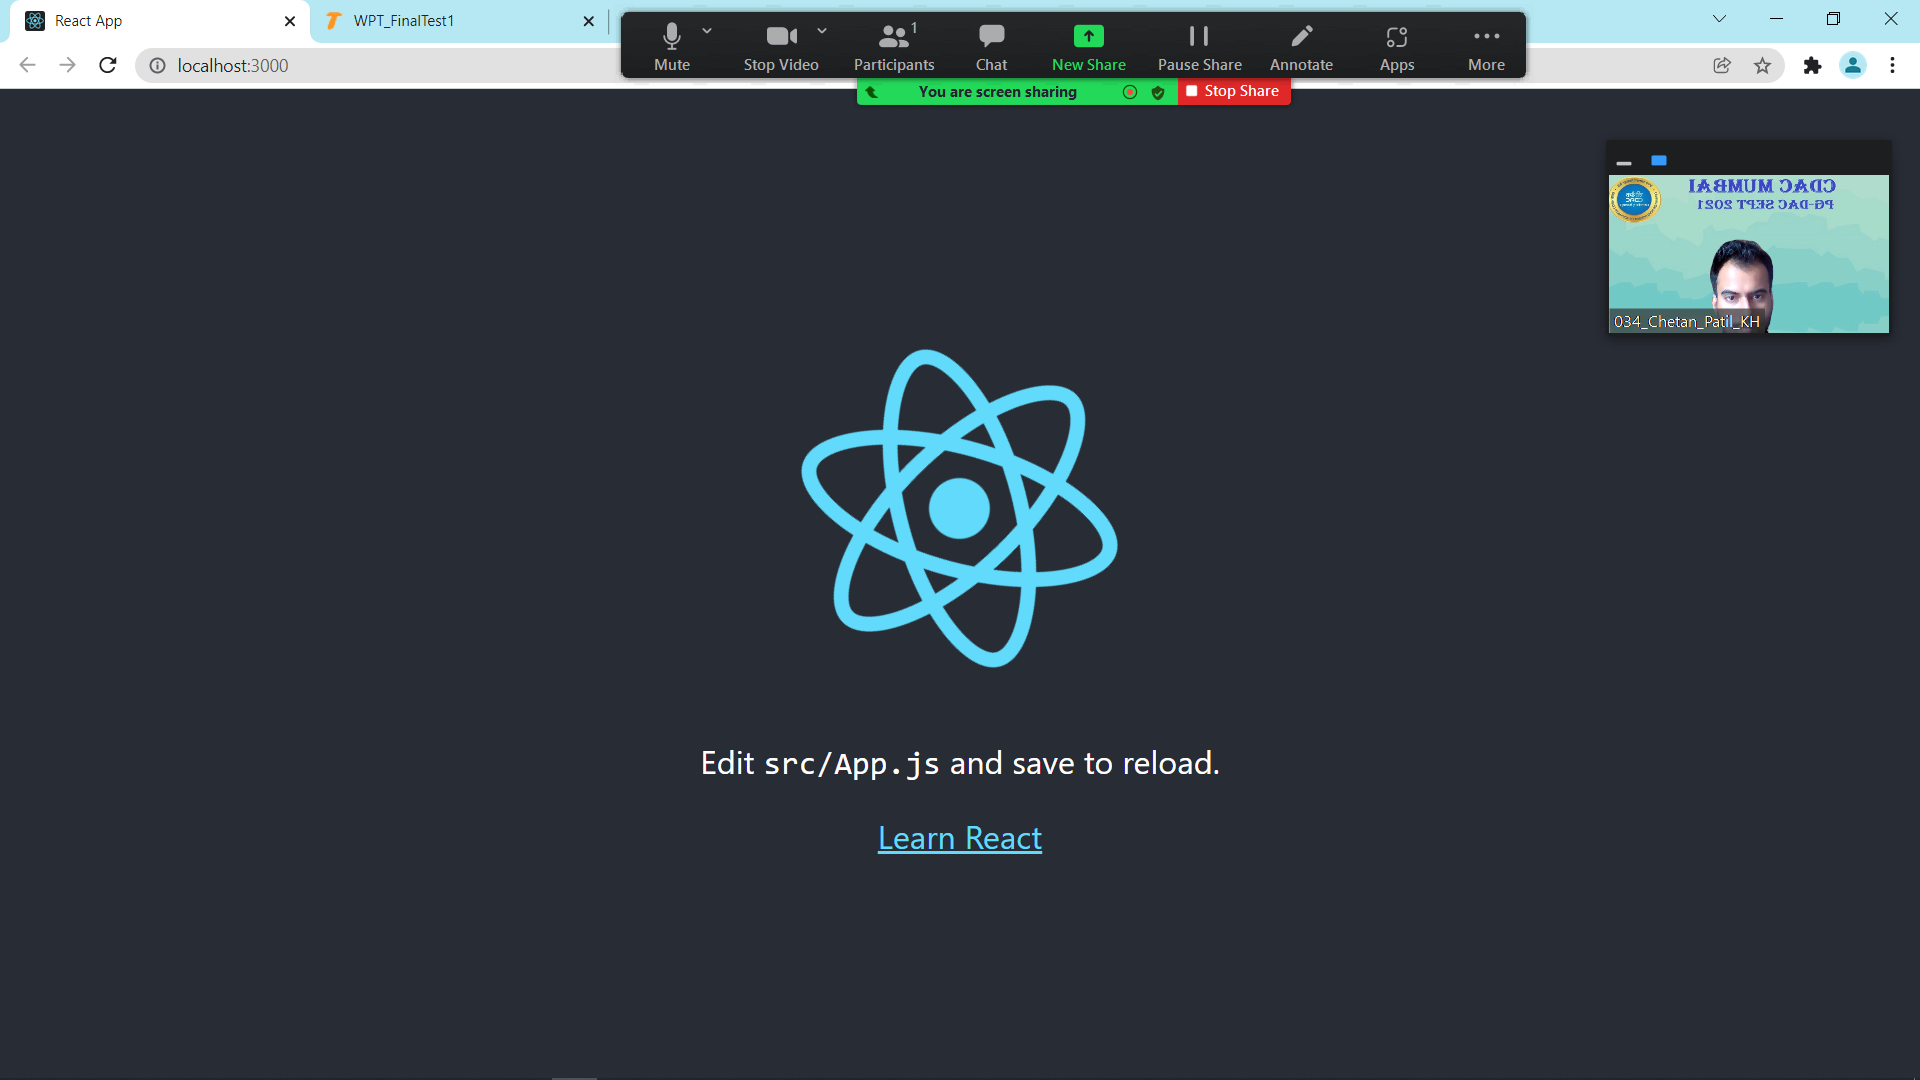 React App
WPT_FinalTest1
localhost:3000
Mute
Stop Video
Participants
1
Chat
New Share
Pause Share
Annotate
Apps
More
You are screen sharing
Stop Share
CDAC MUMBAI
PG-DAC SEPT 2021
034_Chetan_Patil_KH
Edit src/App.js and save to reload.
Learn React